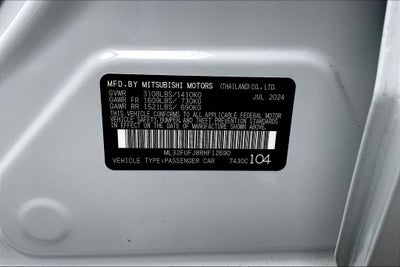 MFD.BY MITSUBISHI MOTORS (THAILAND)CO.,LTD.
GVWR 3108LBS/1410KG JUL 2024
GAWR FR 1609LBS/ 730KG
GAWR RR 1521LBS/ 690KG
THIS VEHICLE CONFORMS TO ALL APPLICABLE FEDERAL MOTOR
VEHICLE SAFETY,BUMPER AND THEFT PREVENTION STANDARDS
IN EFFECT ON THE DATE OF MANUFACTURE SHOWN ABOVE.
ML32FUFJ8RHF12690
VEHICLE TYPE:PASSENGER CAR 7430C 104